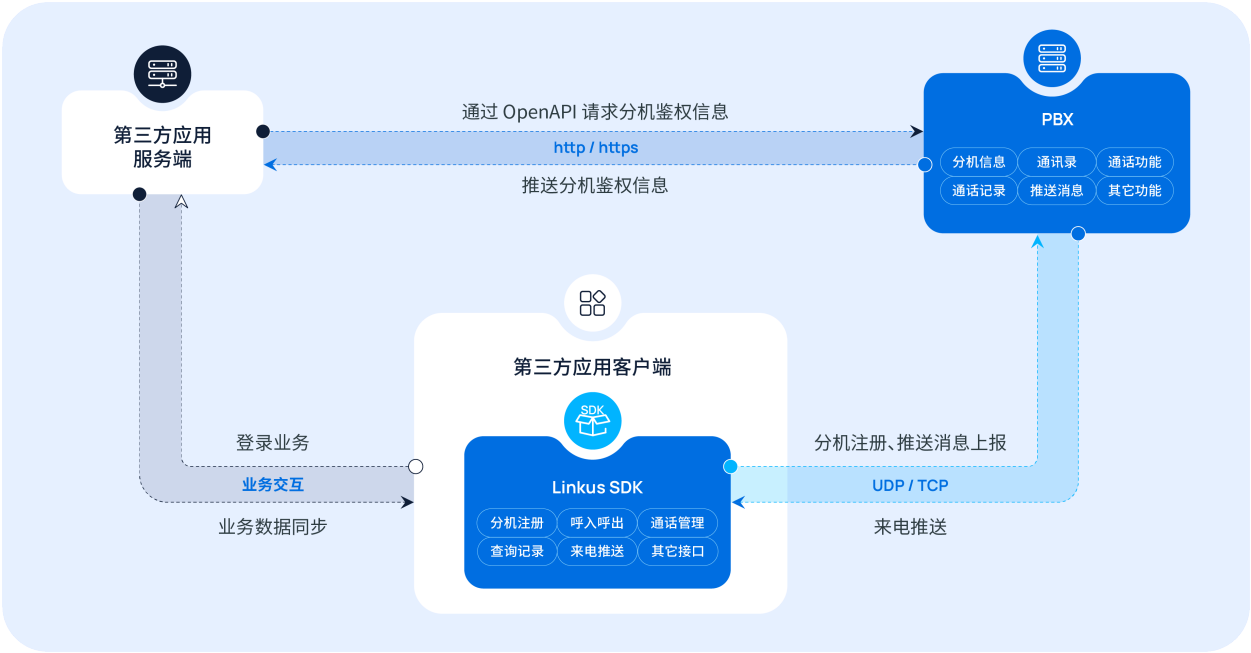 第三方应用
服务端
通过 OpenAPI 请求分机鉴权信息
http / https
推送分机鉴权信息
PBX
分机信息 通讯录 通话功能
通话记录 推送消息 其它功能
第三方应用客户端
SDK
Linkus SDK
分机注册 呼入呼出 通话管理
查询记录 来电推送 其它接口
登录业务
业务交互
业务数据同步
分机注册、推送消息上报
UDP / TCP
来电推送